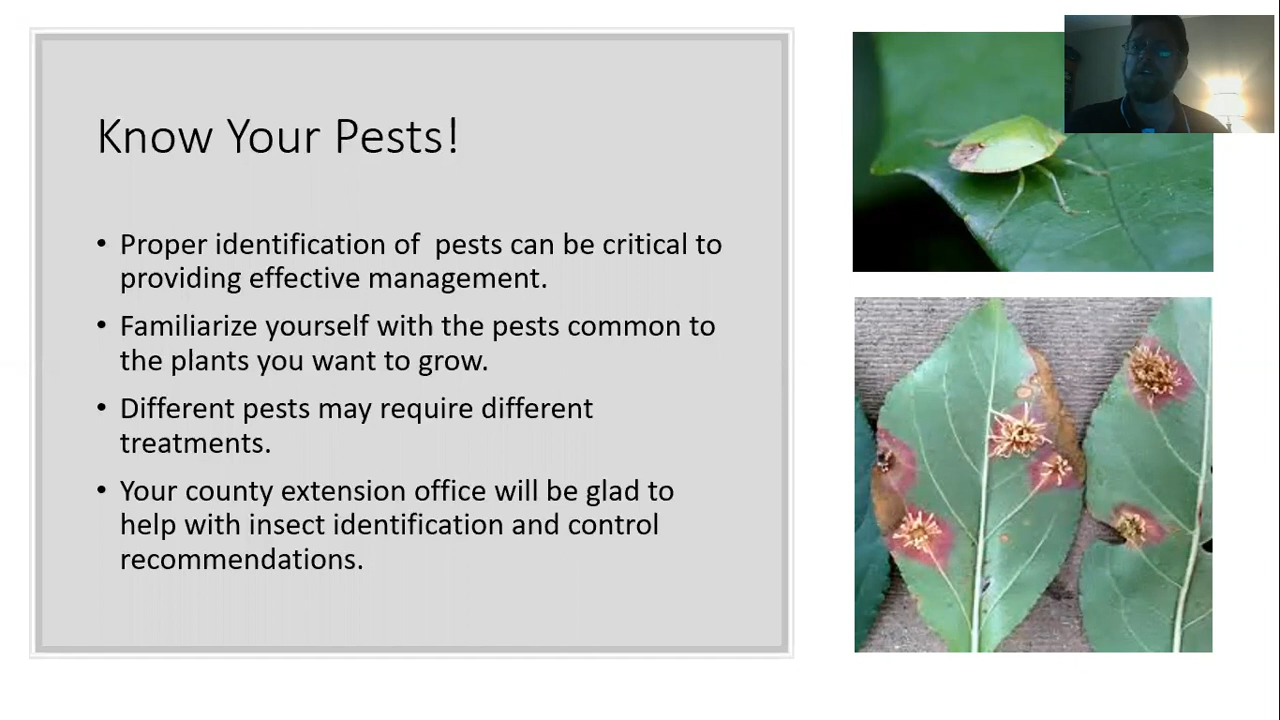 Know Your Pests!
• Proper identification of  pests can be critical to
providing effective management.
• Familiarize yourself with the pests common to
the plants you want to grow.
• Different pests may require different
treatments.
• Your county extension office will be glad to
help with insect identification and control
recommendations.